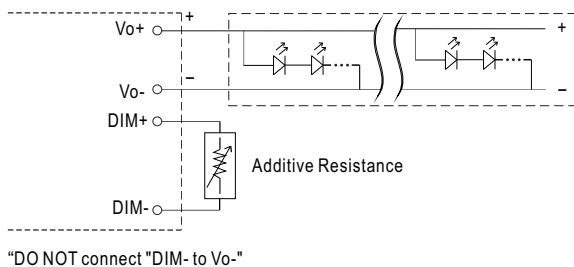 Vo+
+
+
-
Vo-
-
DIM+
Additive Resistance
DIM-
“DO NOT connect "DIM- to Vo-"